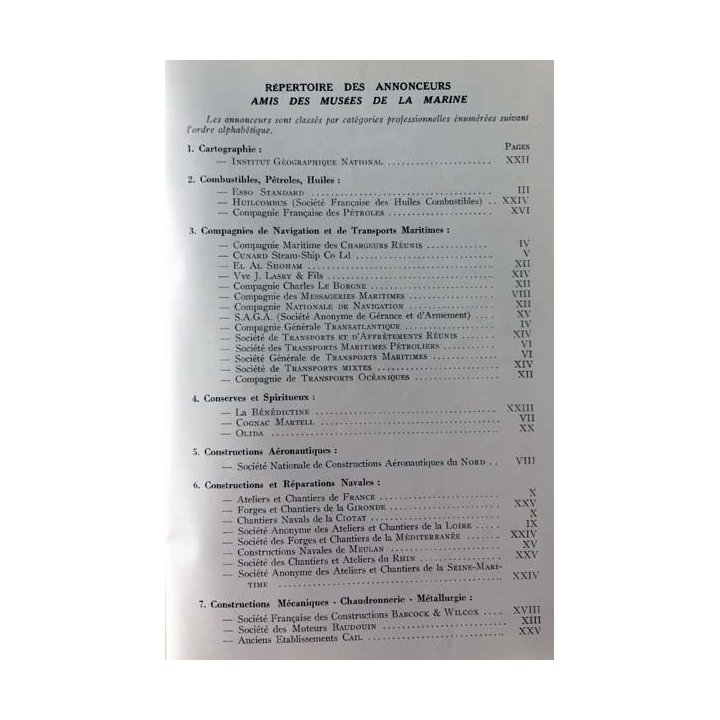 RÉPERTOIRE DES ANNONCEURS
AMIS DES MUSÉES DE LA MARINE
Les annonceurs sont classés par catégories professionnelles énumérées suivant
l'ordre alphabétique.
1. Cartographie : PAGES
— INSTITUT GÉOGRAPHIQUE NATIONAL ..................... XXII
2. Combustibles, Pétroles, Huiles :
— ESSO STANDARD ..................................... III
— HUILCOMBUS (Société Française des Huiles Combustibles) .. XXIV
— Compagnie Française des PÉTROLES .................... XVI
3. Compagnies de Navigation et de Transports Maritimes :
— Compagnie Maritime des CHARGEURS RÉUNIS ............ IV
— CUNARD Steam-Ship Co Ld ............................ V
— EL AL SHOHAM ..................................... XII
— Vve J. LASRY & Fils ................................ XIV
— Compagnie Charles LE BORGNE ........................ XII
— Compagnie des MESSAGERIES MARITIMES ................ VIII
— Compagnie NATIONALE DE NAVIGATION .................. XII
— S.A.G.A. (Société Anonyme de Gérance et d'Armement) .... XV
— Compagnie Générale TRANSATLANTIQUE ................. IV
— Société de TRANSPORTS ET D'AFFRÈTEMENTS RÉUNIS ....... XIV
— Société des TRANSPORTS MARITIMES PÉTROLIERS .......... VI
— Société Générale de TRANSPORTS MARITIMES ............. VI
— Société de TRANSPORTS MIXTES ........................ XIV
— Compagnie de TRANSPORTS OCÉANIQUES ................. XII
4. Conserves et Spiritueux :
— LA BÉNÉDICTINE .................................... XXIII
— COGNAC MARTELL .................................... VII
— OLIDA ............................................ XX
5. Constructions Aéronautiques :
— Société Nationale de Constructions Aéronautiques du NORD .. VIII
6. Constructions et Réparations Navales :
— Ateliers et Chantiers de FRANCE ....................... X
— Forges et Chantiers de la GIRONDE ..................... XXV
— Chantiers Navals de la CIOTAT ......................... X
— Société Anonyme des Ateliers et Chantiers de la LOIRE ..... IX
— Société des Forges et Chantiers de la MÉDITERRANÉE ...... XXIV
— Constructions Navales de MEULAN ...................... XV
— Société des Chantiers et Ateliers du RHIN ............... XXV
— Société Anonyme des Ateliers et Chantiers de la SEINE-MARI-
TIME ............................................. XXIV
7. Constructions Mécaniques - Chaudronnerie - Métallurgie :
— Société Française des Constructions BABCOCK & WILCOX .... XVIII
— Société des Moteurs BAUDOUIN ........................ XIII
— Anciens Etablissements CAIL .......................... XXV